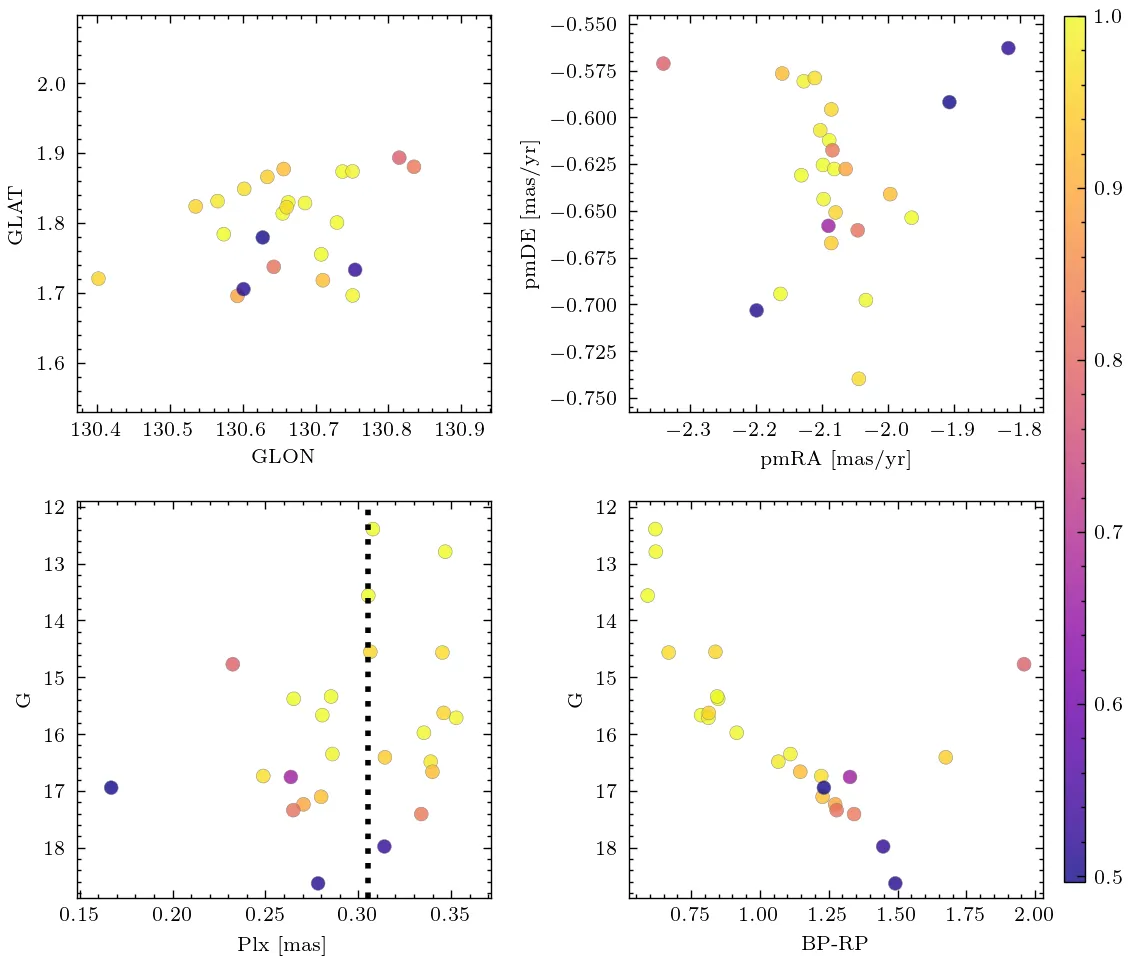 2.0
1.9
1.8
1.7
1.6
GLAT
130.4 130.5 130.6 130.7 130.8 130.9
GLON
−0.550
−0.575
−0.600
−0.625
−0.650
−0.675
−0.700
−0.725
−0.750
pmDE [mas/yr]
−2.3 −2.2 −2.1 −2.0 −1.9 −1.8
pmRA [mas/yr]
12
13
14
15
16
17
18
G
0.15 0.20 0.25 0.30 0.35
Plx [mas]
12
13
14
15
16
17
18
G
0.75 1.00 1.25 1.50 1.75 2.00
BP-RP
1.0
0.9
0.8
0.7
0.6
0.5